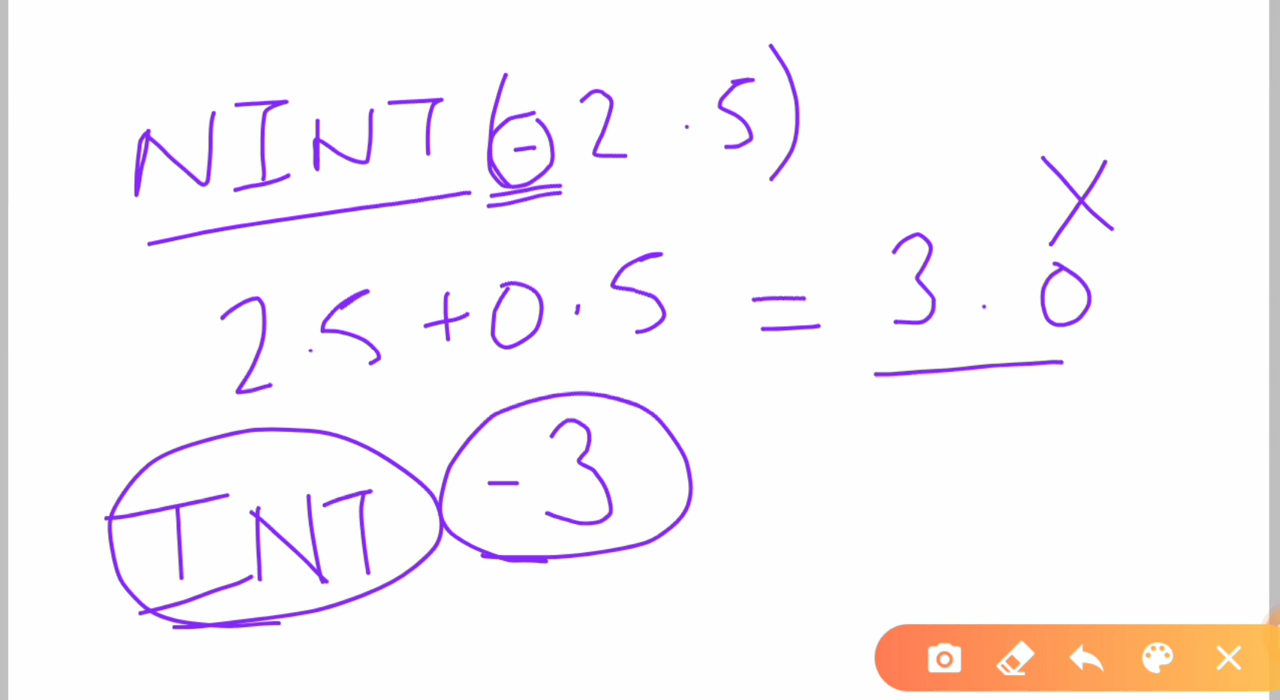 NINT(-2.5)
X
2.5+0.5 = 3.0
INT -3